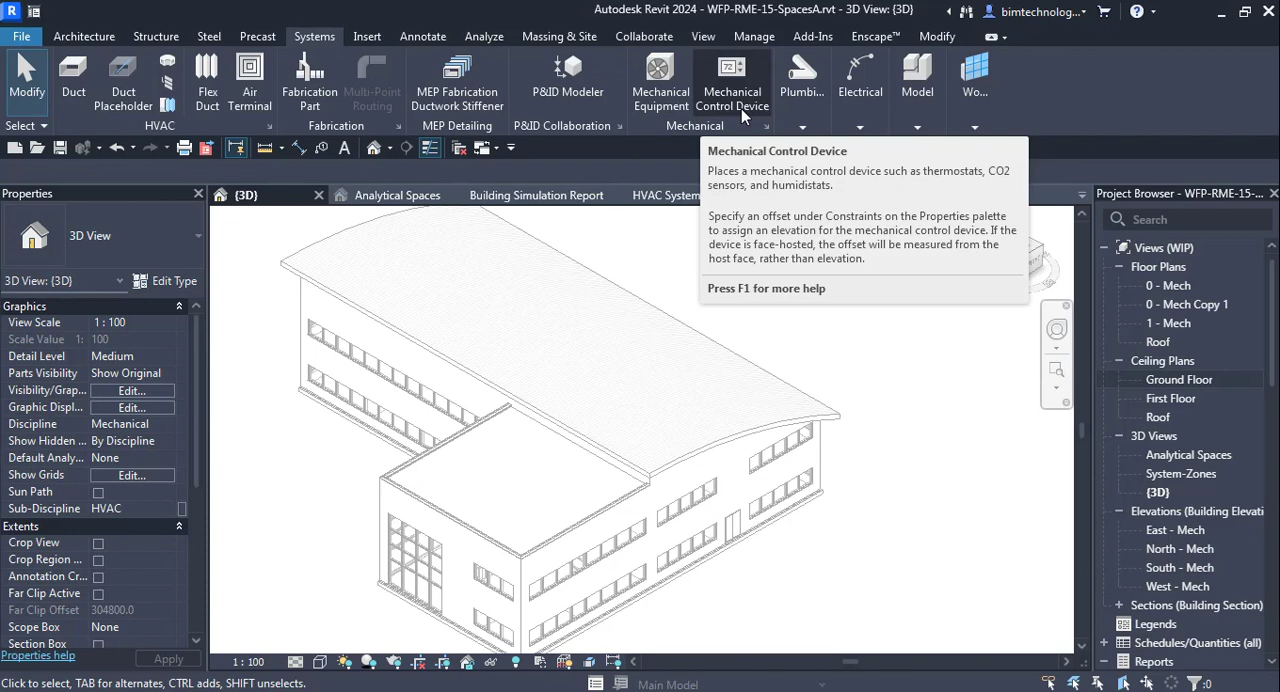 R
Autodesk Revit 2024 - WFP-RME-15-SpacesA.rvt - 3D View: {3D}
bimtechnolog...
File Architecture Structure Steel Precast Systems Insert Annotate Analyze Massing & Site Collaborate View Manage Add-Ins Enscape™ Modify
Modify
Duct
Duct
Placeholder
Flex
Duct
Air
Terminal
Fabrication
Part
Multi-Point
Routing
MEP Fabrication
Ductwork Stiffener
P&ID Modeler
Mechanical
Equipment
Mechanical
Control Device
Plumbi...
Electrical
Model
Wo...
Select
HVAC
Fabrication
MEP Detailing
P&ID Collaboration
Mechanical
Mechanical Control Device
Places a mechanical control device such as thermostats, CO2
sensors, and humidistats.
Specify an offset under Constraints on the Properties palette
to assign an elevation for the mechanical control device. If the
device is face-hosted, the offset will be measured from the
host face, rather than elevation.
Press F1 for more help
{3D}
Analytical Spaces
Building Simulation Report
HVAC System
Properties
3D View
3D View: {3D}
Edit Type
Graphics
View Scale 1 : 100
Scale Value 1: 100
Detail Level Medium
Parts Visibility Show Original
Visibility/Grap... Edit...
Graphic Displ... Edit...
Discipline Mechanical
Show Hidden ... By Discipline
Default Analy... None
Show Grids Edit...
Sun Path
Sub-Discipline HVAC
Extents
Crop View
Crop Region ...
Annotation Cr...
Far Clip Active
Far Clip Offset 304800.0
Scope Box None
Section Box
Properties help
Apply
Project Browser - WFP-RME-15-...
Search
Views (WIP)
Floor Plans
0 - Mech
0 - Mech Copy 1
1 - Mech
Roof
Ceiling Plans
Ground Floor
First Floor
Roof
3D Views
Analytical Spaces
System-Zones
{3D}
Elevations (Building Elevati
East - Mech
North - Mech
South - Mech
West - Mech
Sections (Building Section)
Legends
Schedules/Quantities (all)
Reports
1 : 100
Click to select, TAB for alternates, CTRL adds, SHIFT unselects.
Main Model
:0